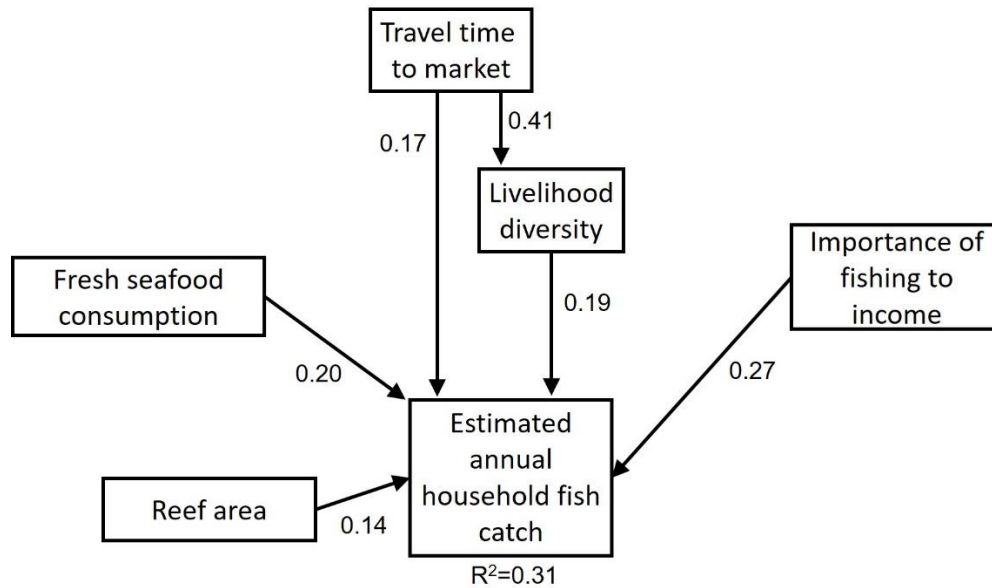 Travel time
to market
0.17
0.41
Livelihood
diversity
Importance of
fishing to
income
Fresh seafood
consumption
0.19
0.20
0.27
Estimated
annual
household fish
catch
Reef area
0.14
R²=0.31